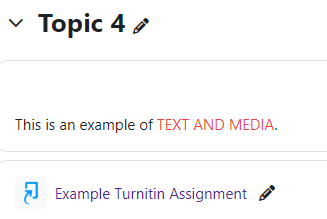 Topic 4
This is an example of TEXT AND MEDIA.
Example Turnitin Assignment